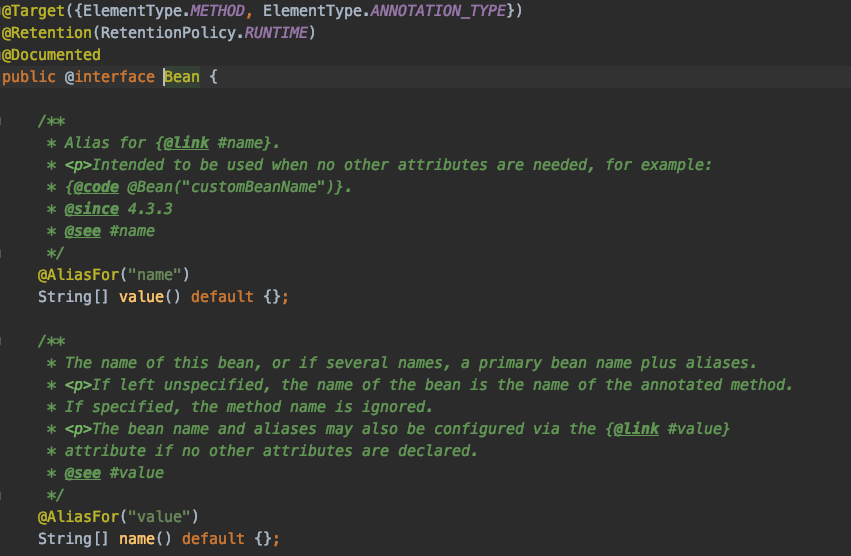 @Target({ElementType.METHOD, ElementType.ANNOTATION_TYPE})
@Retention(RetentionPolicy.RUNTIME)
@Documented
public @interface Bean {
/**
* Alias for {@link #name}.
* <p>Intended to be used when no other attributes are needed, for example:
* {@code @Bean("customBeanName")}.
* @since 4.3.3
* @see #name
*/
@AliasFor("name")
String[] value() default {};
/**
* The name of this bean, or if several names, a primary bean name plus aliases.
* <p>If left unspecified, the name of the bean is the name of the annotated method.
* If specified, the method name is ignored.
* <p>The bean name and aliases may also be configured via the {@link #value}
* attribute if no other attributes are declared.
* @see #value
*/
@AliasFor("value")
String[] name() default {};